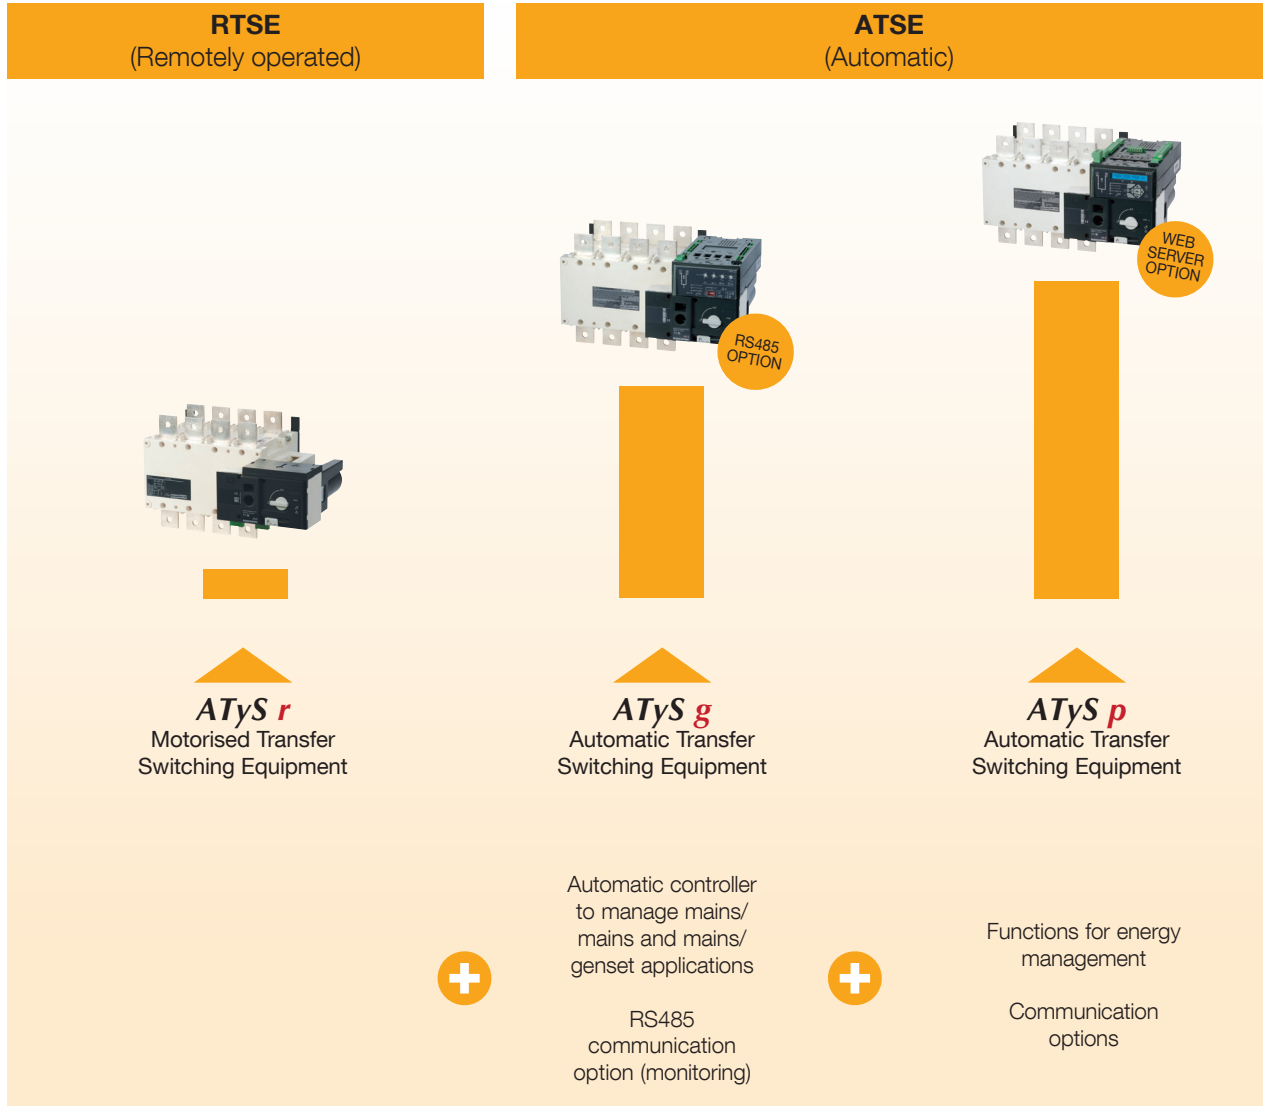 RTSE
(Remotely operated)
ATSE
(Automatic)
WEB
SERVER
OPTION
RS485
OPTION
ATyS r
Motorised Transfer
Switching Equipment
ATyS g
Automatic Transfer
Switching Equipment
ATyS p
Automatic Transfer
Switching Equipment
Automatic controller
to manage mains/
mains and mains/
genset applications
RS485
communication
option (monitoring)
Functions for energy
management
Communication
options